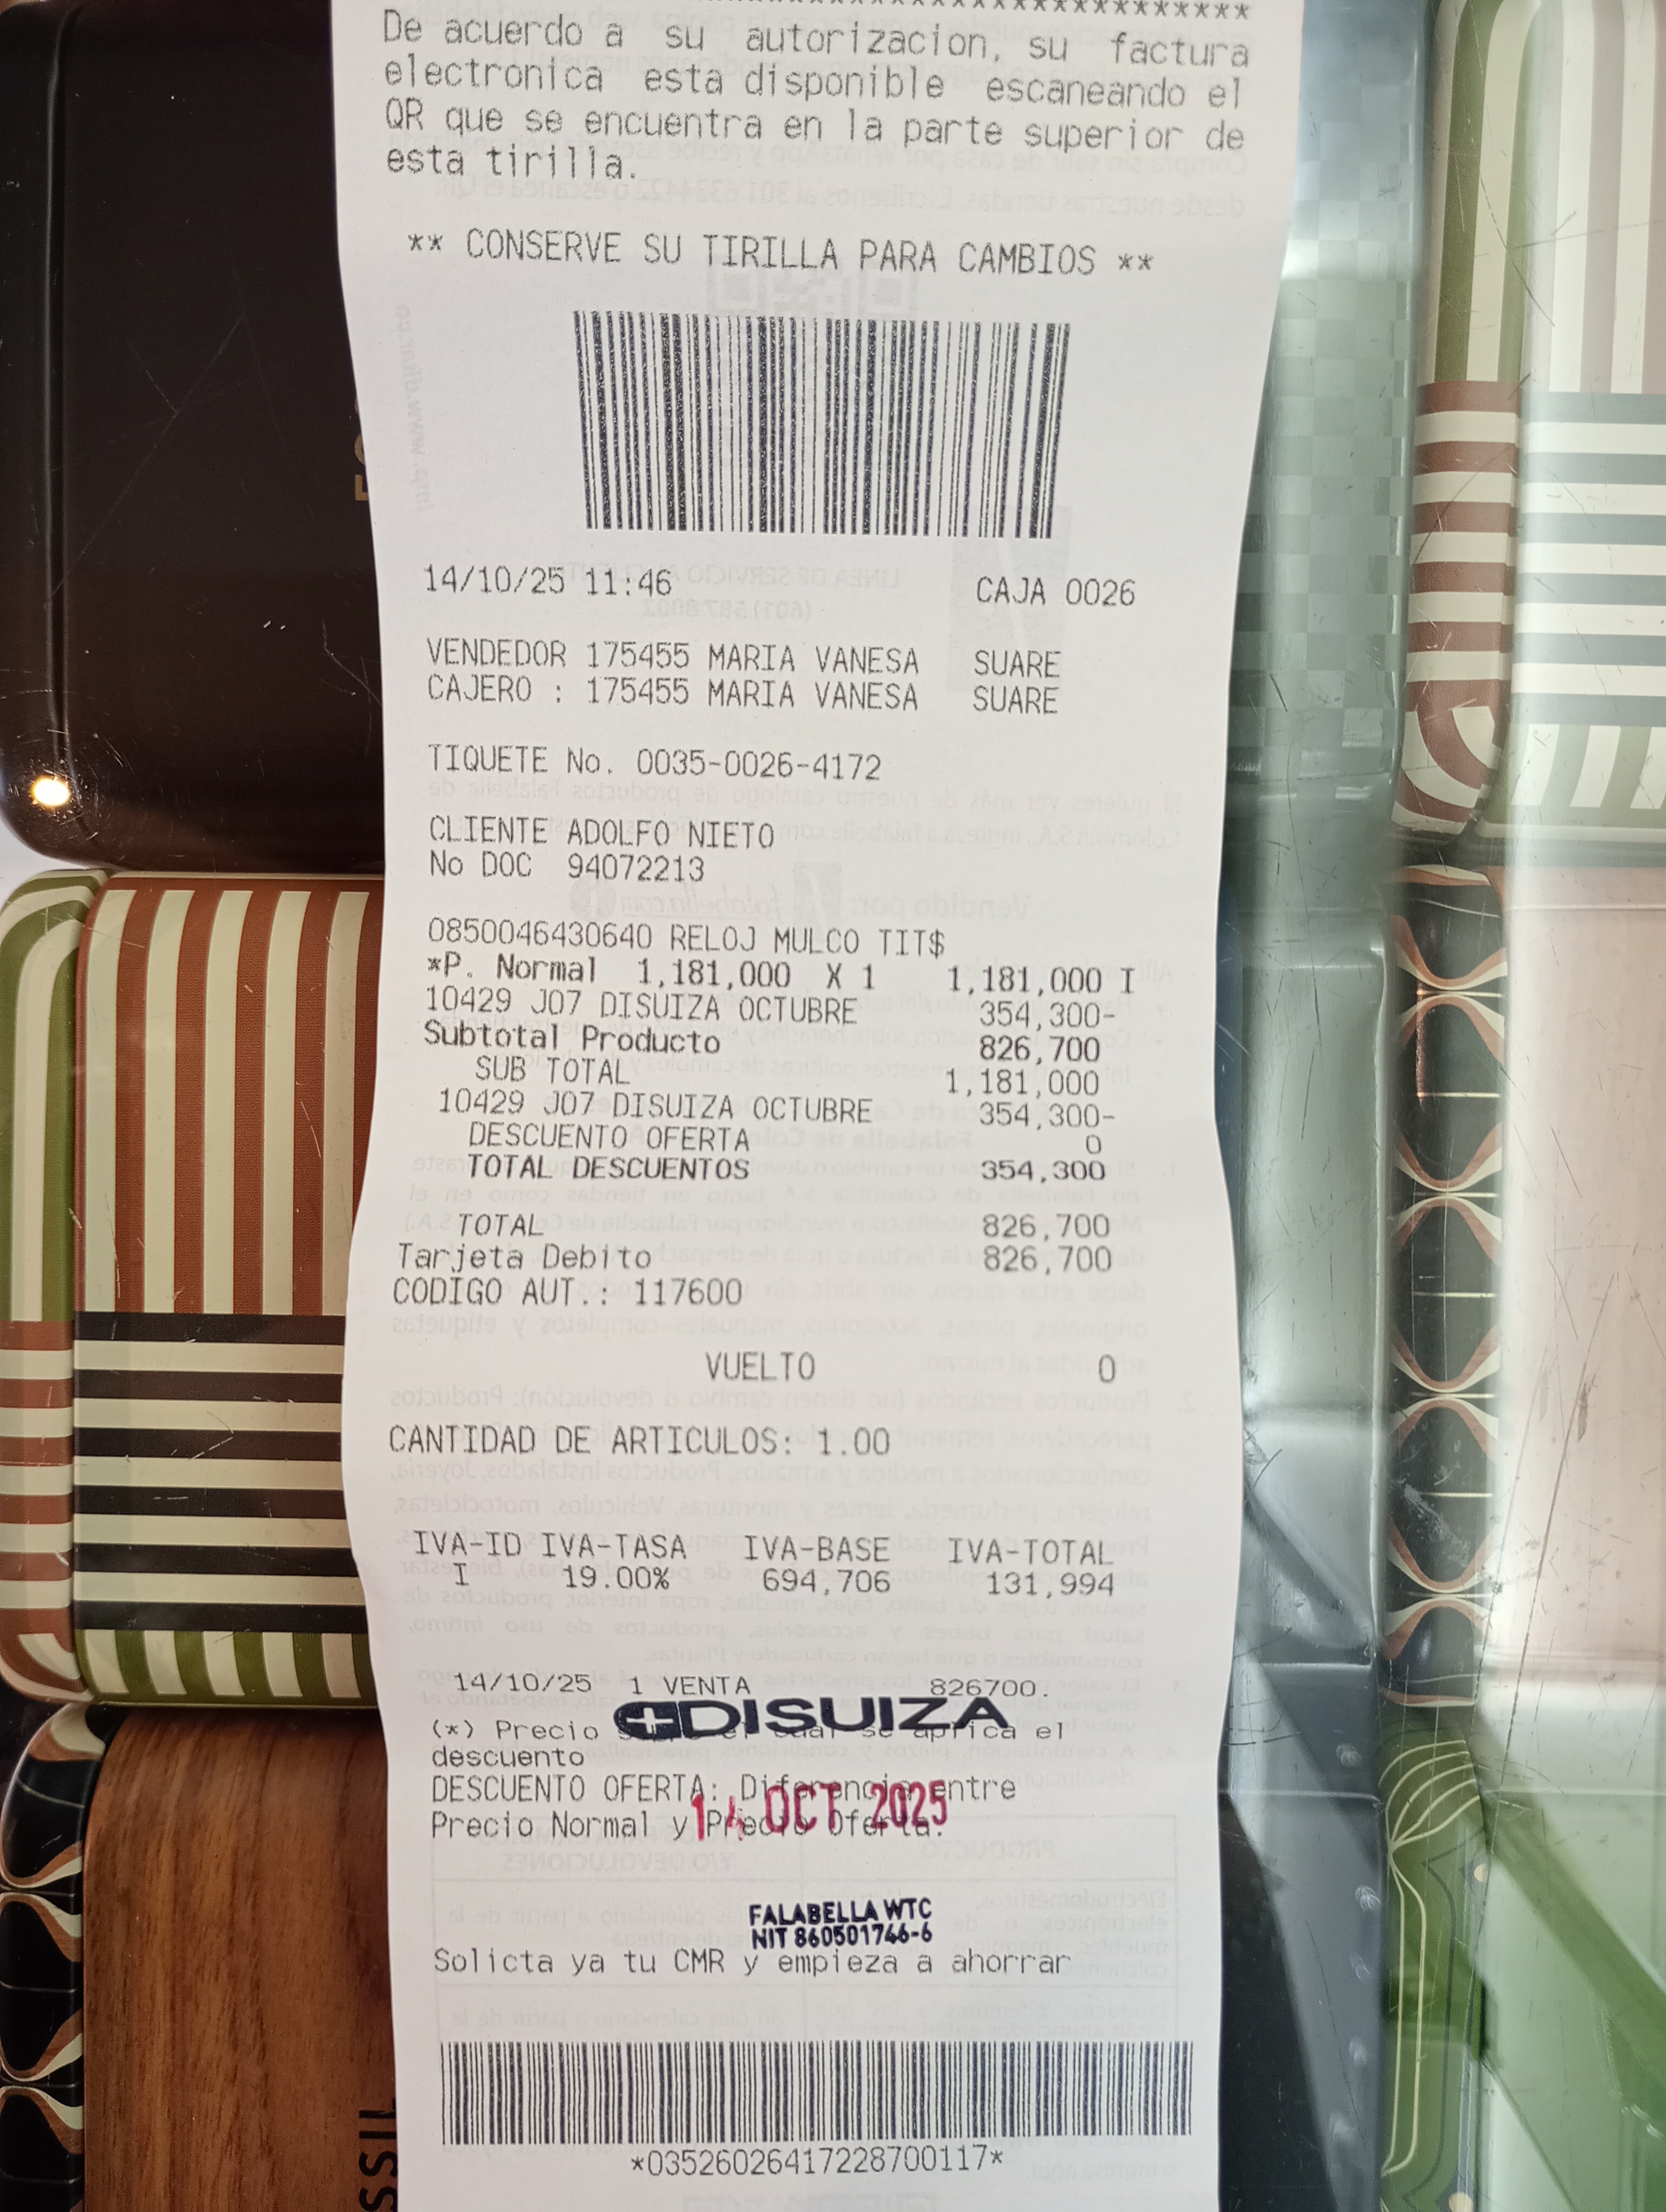 De acuerdo a su autorizacion, su factura
electronica esta disponible escaneando el
QR que se encuentra en la parte superior de
esta tirilla.
** CONSERVE SU TIRILLA PARA CAMBIOS **
14/10/25 11:46 CAJA 0026
VENDEDOR 175455 MARIA VANESA SUARE
CAJERO : 175455 MARIA VANESA SUARE
TIQUETE No. 0035-0026-4172
CLIENTE ADOLFO NIETO
No DOC 94072213
0850046430640 RELOJ MULCO TIT$
*P. Normal 1,181,000 X 1 1,181,000 I
10429 J07 DISUIZA OCTUBRE 354,300-
Subtotal Producto 826,700
SUB TOTAL 1,181,000
10429 J07 DISUIZA OCTUBRE 354,300-
DESCUENTO OFERTA 0
TOTAL DESCUENTOS 354,300
TOTAL 826,700
Tarjeta Debito 826,700
CODIGO AUT.: 117600
VUELTO 0
CANTIDAD DE ARTICULOS: 1.00
IVA-ID IVA-TASA IVA-BASE IVA-TOTAL
I 19.00% 694,706 131,994
14/10/25 1 VENTA 826700.
DISUIZA
(*) Precio el cual se aplica el
descuento
DESCUENTO OFERTA: Diferencia entre
14 OCT 2025
Precio Normal y Precio Oferta.
FALABELLA WTC
NIT 860501746-6
Solicta ya tu CMR y empieza a ahorrar
*03526026417228700117*